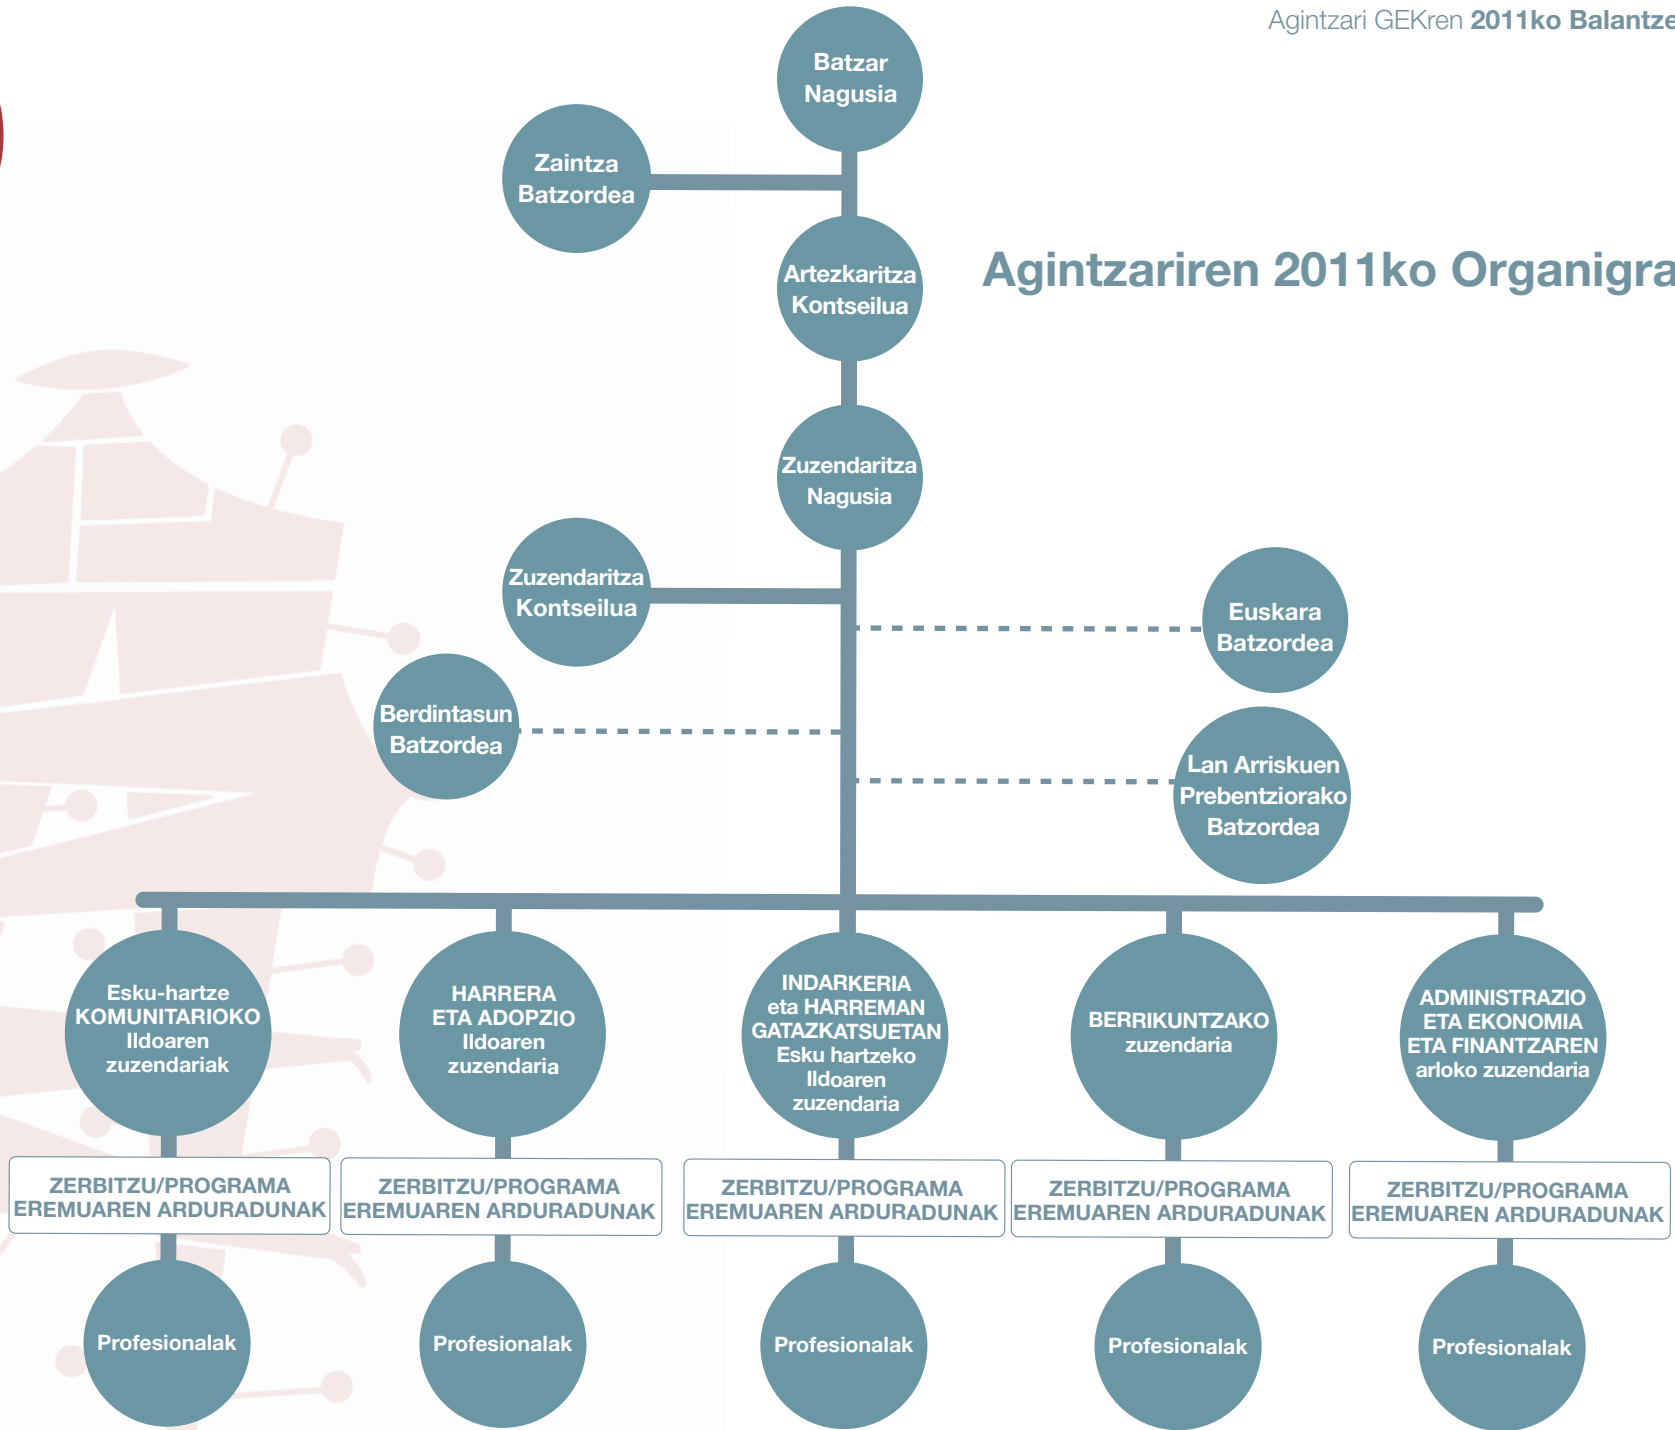 Agintzari GEKren 2011ko Balantze
Batzar
Nagusia
Zaintza
Batzordea
Artezkaritza
Kontseilua
Agintzariren 2011ko Organigra
Zuzendaritza
Nagusia
Zuzendaritza
Kontseilua
Euskara
Batzordea
Berdintasun
Batzordea
Lan Arriskuen
Prebentziorako
Batzordea
Esku-hartze
KOMUNITARIOKO
Ildoaren
zuzendariak
HARRERA
ETA ADOPZIO
Ildoaren
zuzendaria
INDARKERIA
eta HARREMAN
GATAZKATSUETAN
Esku hartzeko
Ildoaren
zuzendaria
BERRIKUNTZAKO
zuzendaria
ADMINISTRAZIO
ETA EKONOMIA
ETA FINANTZAREN
arloko zuzendaria
ZERBITZU/PROGRAMA
EREMUAREN ARDURADUNAK
ZERBITZU/PROGRAMA
EREMUAREN ARDURADUNAK
ZERBITZU/PROGRAMA
EREMUAREN ARDURADUNAK
ZERBITZU/PROGRAMA
EREMUAREN ARDURADUNAK
ZERBITZU/PROGRAMA
EREMUAREN ARDURADUNAK
Profesionalak
Profesionalak
Profesionalak
Profesionalak
Profesionalak